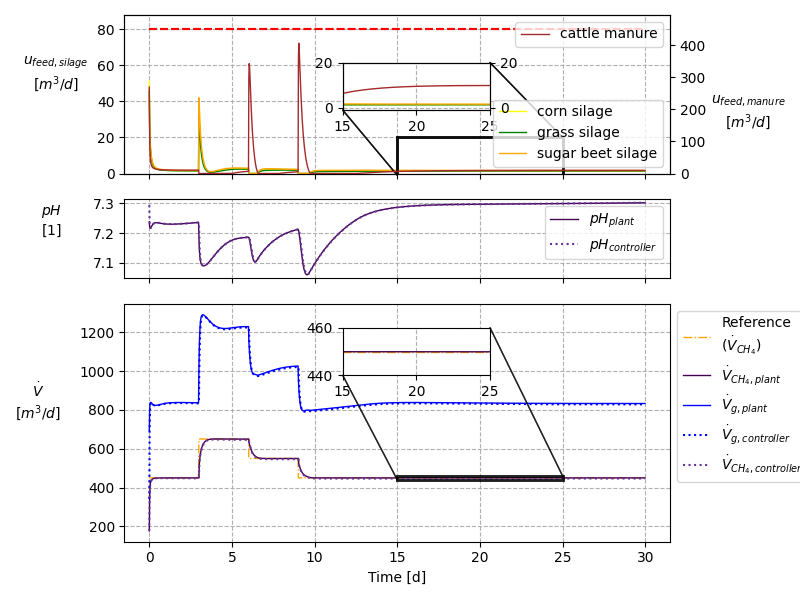 80
60
40
20
0
u_feed,silage
[m³/d]
20
0
15 20 25
20
0
cattle manure
corn silage
grass silage
sugar beet silage
400
300
200
100
0
u_feed,manure
[m³/d]
pH
[1]
7.3
7.2
7.1
pH_plant
pH_controller
V̇
[m³/d]
1200
1000
800
600
400
200
460
440
15 20 25
Reference
(V̇_CH₄)
V̇_CH₄,plant
V̇_g,plant
V̇_g,controller
V̇_CH₄,controller
0 5 10 15 20 25 30
Time [d]